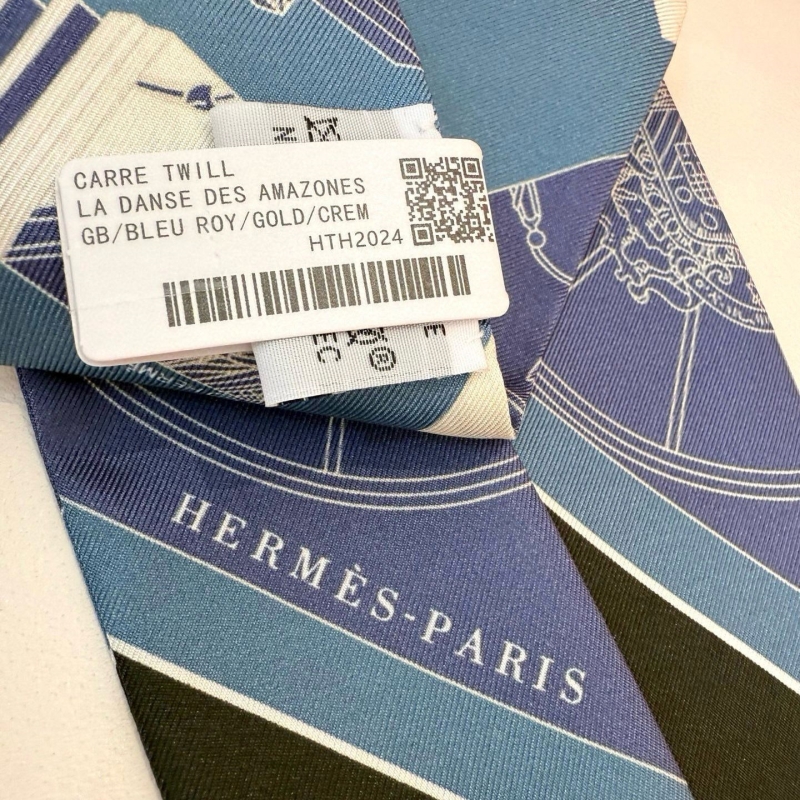 CARRE TWILL
LA DANSE DES AMAZONES
GB/BLEU ROY/GOLD/CREM
HTH2024
HERMÈS-PARIS